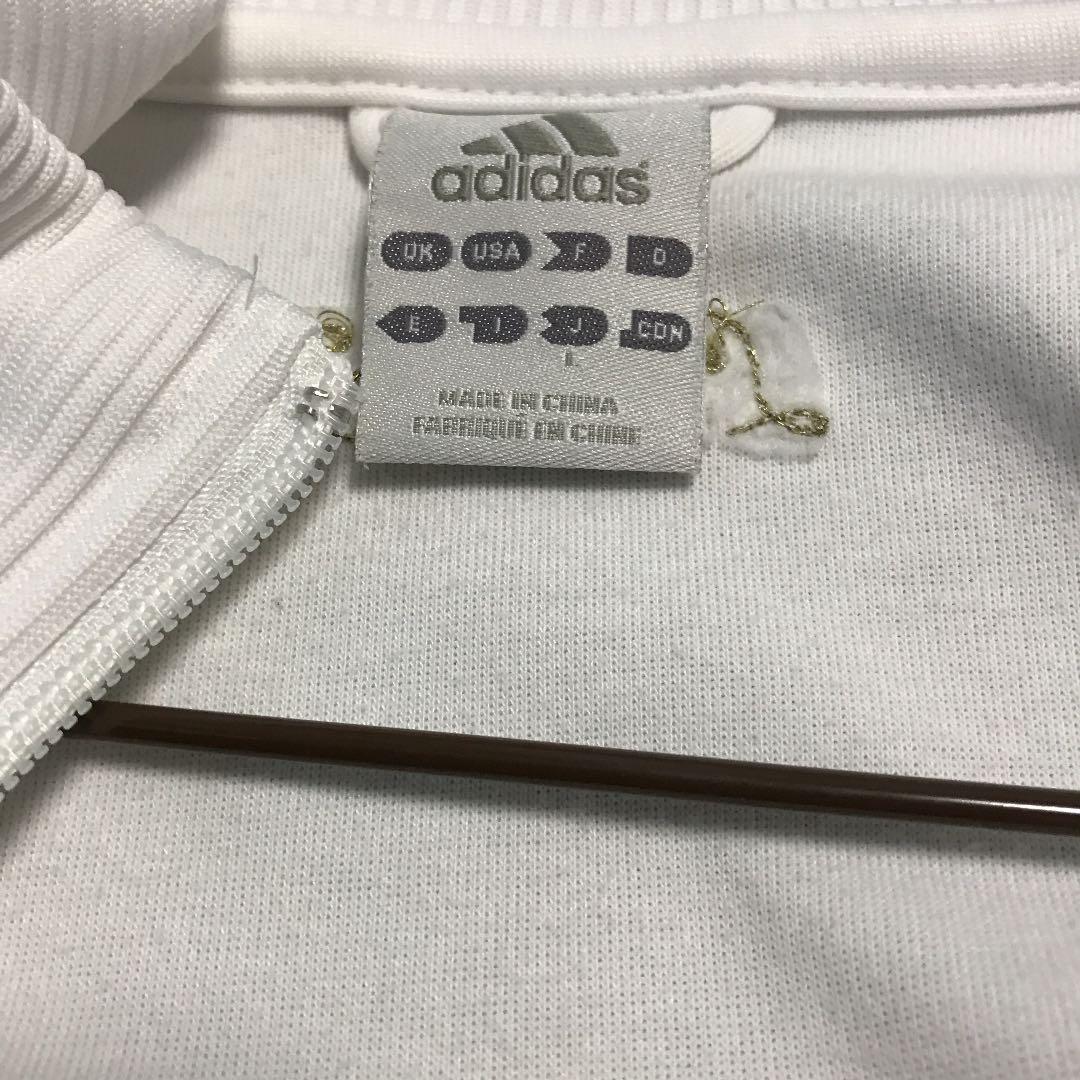 adidas
UK USA F D
E I J CON
L
MADE IN CHINA
FABRIQUE EN CHINE